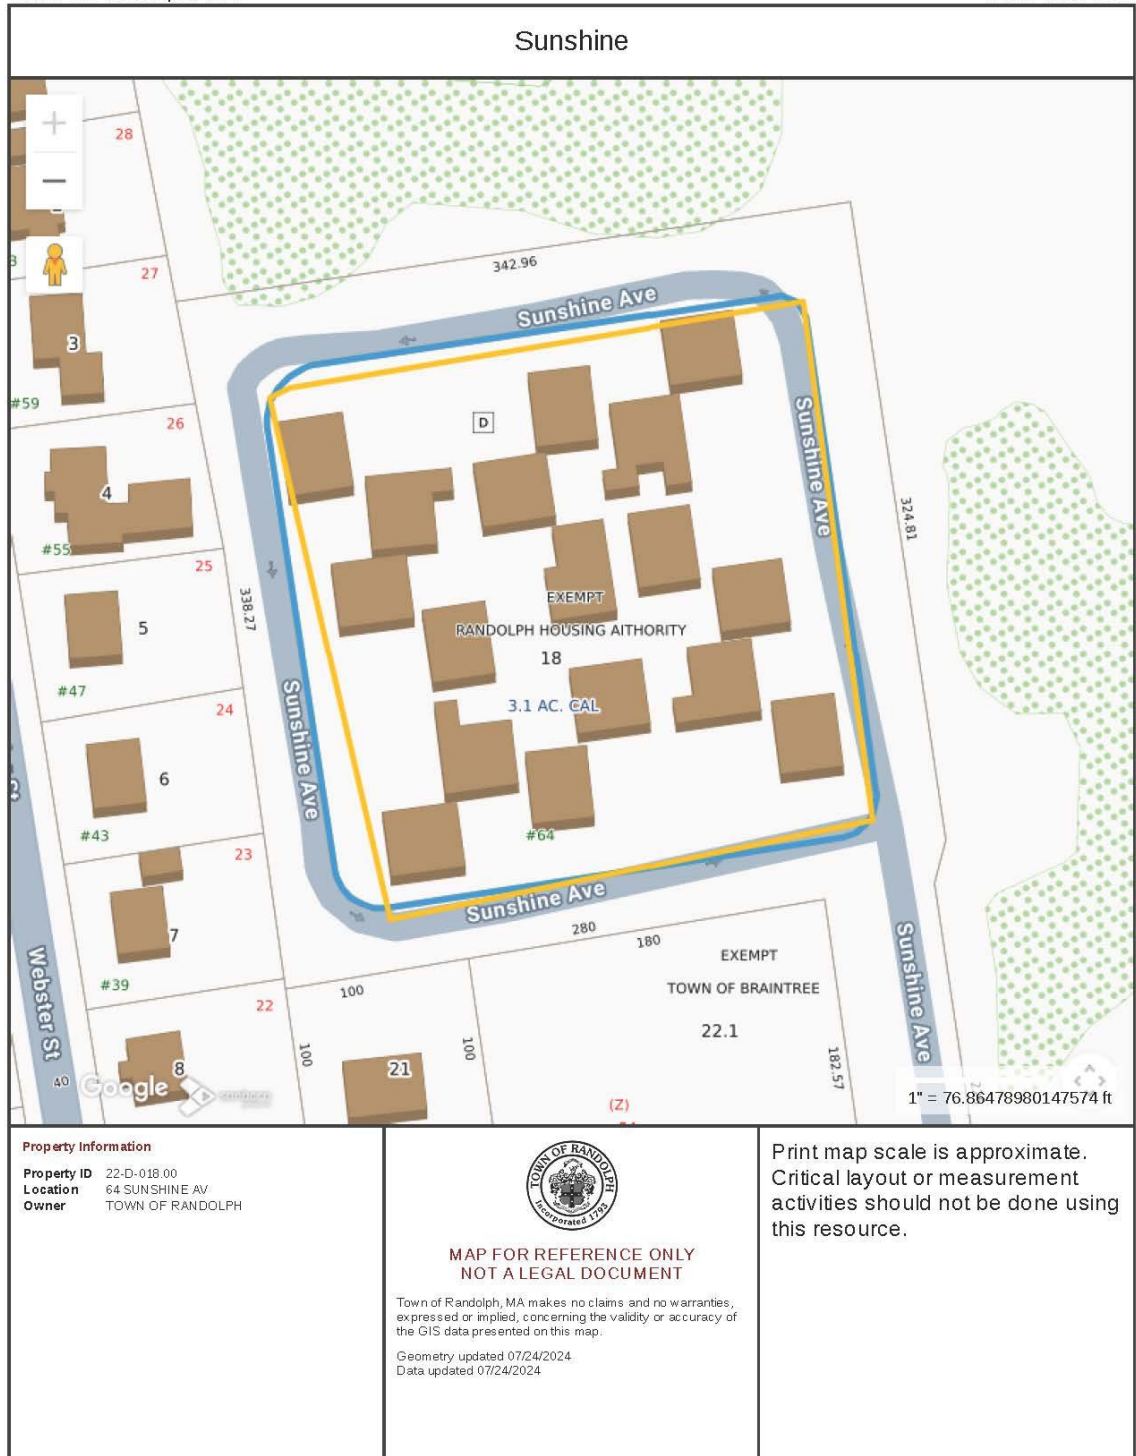 Sunshine
28
342.96
27
Sunshine Ave
3
#59
26
D
4
#55
25
Sunshine Ave
324.81
338.27
EXEMPT
5
RANDOLPH HOUSING AITHORITY
18
#47
24
3.1 AC. CAL
Sunshine Ave
6
#43
#64
23
Sunshine Ave
7
280
180
EXEMPT
#39
TOWN OF BRAINTREE
100
22
22.1
Webster St
Sunshine Ave
100
100
182.57
8
21
40
Google
(Z)
1" = 76.86478980147574 ft
Property Information
Property ID 22-D-018.00
Location 64 SUNSHINE AV
Owner TOWN OF RANDOLPH
TOWN OF RANDOLPH
Incorporated 1793
MAP FOR REFERENCE ONLY
NOT A LEGAL DOCUMENT
Town of Randolph, MA makes no claims and no warranties,
expressed or implied, concerning the validity or accuracy of
the GIS data presented on this map.
Geometry updated 07/24/2024
Data updated 07/24/2024
Print map scale is approximate.
Critical layout or measurement
activities should not be done using
this resource.